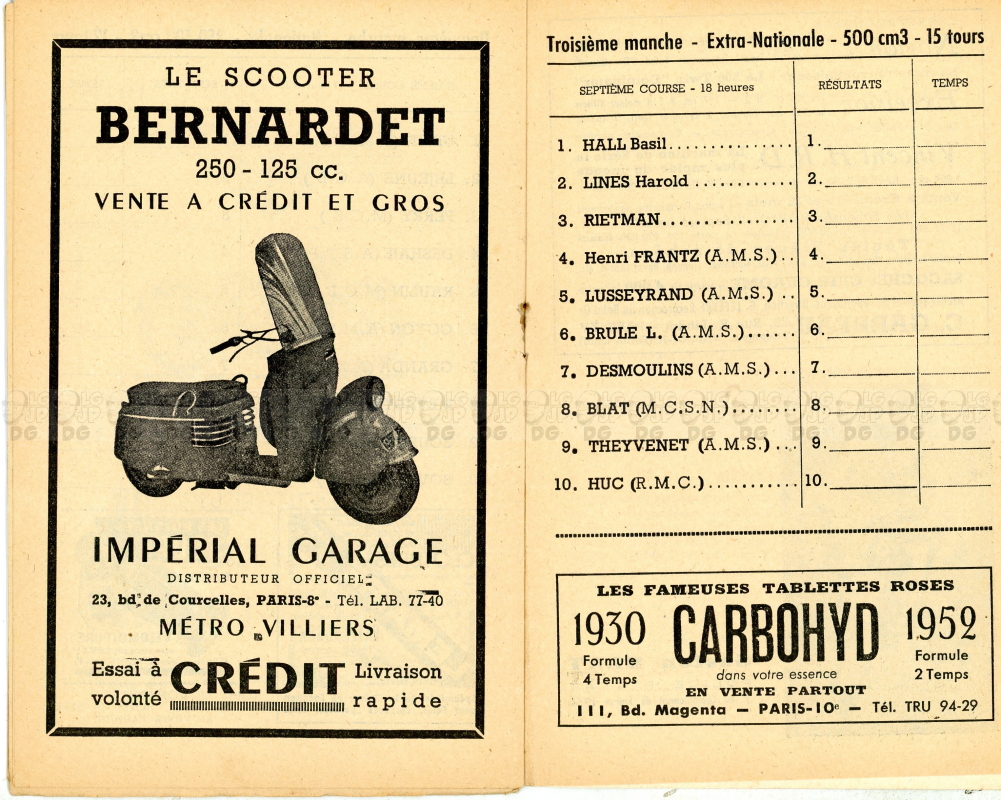 LE SCOOTER
BERNARDET
250 - 125 cc.
VENTE A CRÉDIT ET GROS
IMPÉRIAL GARAGE
DISTRIBUTEUR OFFICIEL
23, bd de Courcelles, PARIS-8e - Tél. LAB. 77-40
MÉTRO VILLIERS
Essai à volonté
CRÉDIT
Livraison rapide
Troisième manche - Extra-Nationale - 500 cm3 - 15 tours
SEPTIÈME COURSE - 18 heures RÉSULTATS TEMPS
1. HALL Basil.............. 1.
2. LINES Harold ............ 2.
3. RIETMAN................ 3.
4. Henri FRANTZ (A.M.S.).. 4.
5. LUSSEYRAND (A.M.S.) .. 5.
6. BRULE L. (A.M.S.)...... 6.
7. DESMOULINS (A.M.S.)... 7.
8. BLAT (M.C.S.N.)........ 8.
9. THEYVENET (A.M.S.) ... 9.
10. HUC (R.M.C.)........... 10.
LES FAMEUSES TABLETTES ROSES
1930 CARBOHYD 1952
Formule 4 Temps
dans votre essence
Formule 2 Temps
EN VENTE PARTOUT
111, Bd. Magenta — PARIS-10e — Tél. TRU 94-29